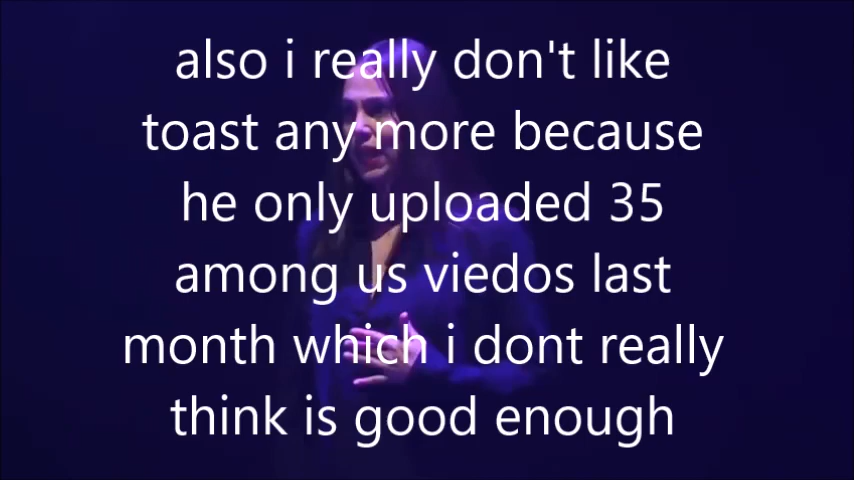 also i really don't like
toast any more because
he only uploaded 35
among us viedos last
month which i dont really
think is good enough